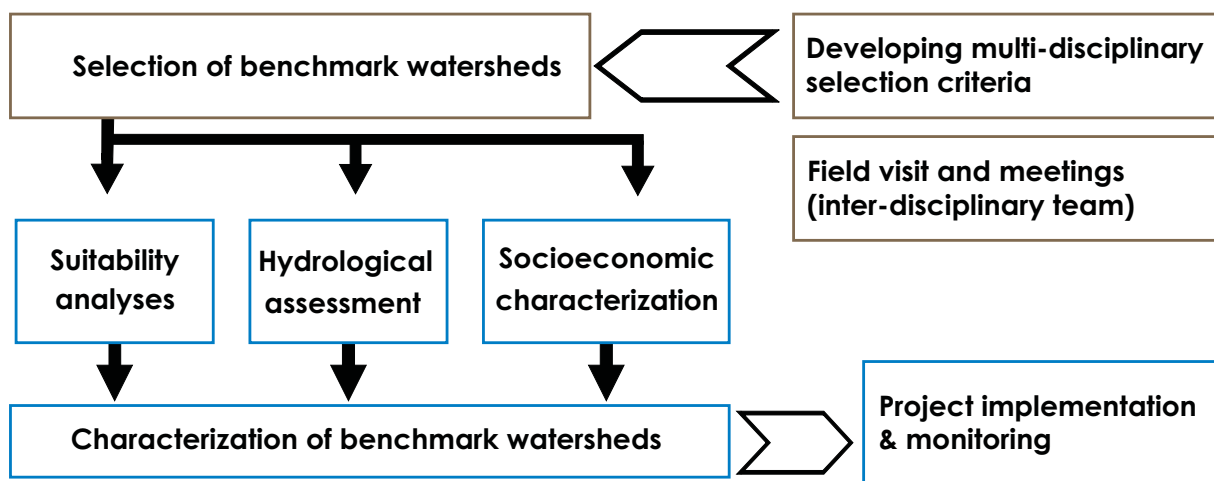 Selection of benchmark watersheds
Developing multi-disciplinary
selection criteria
Field visit and meetings
(inter-disciplinary team)
Suitability
analyses
Hydrological
assessment
Socioeconomic
characterization
Characterization of benchmark watersheds
Project implementation
& monitoring